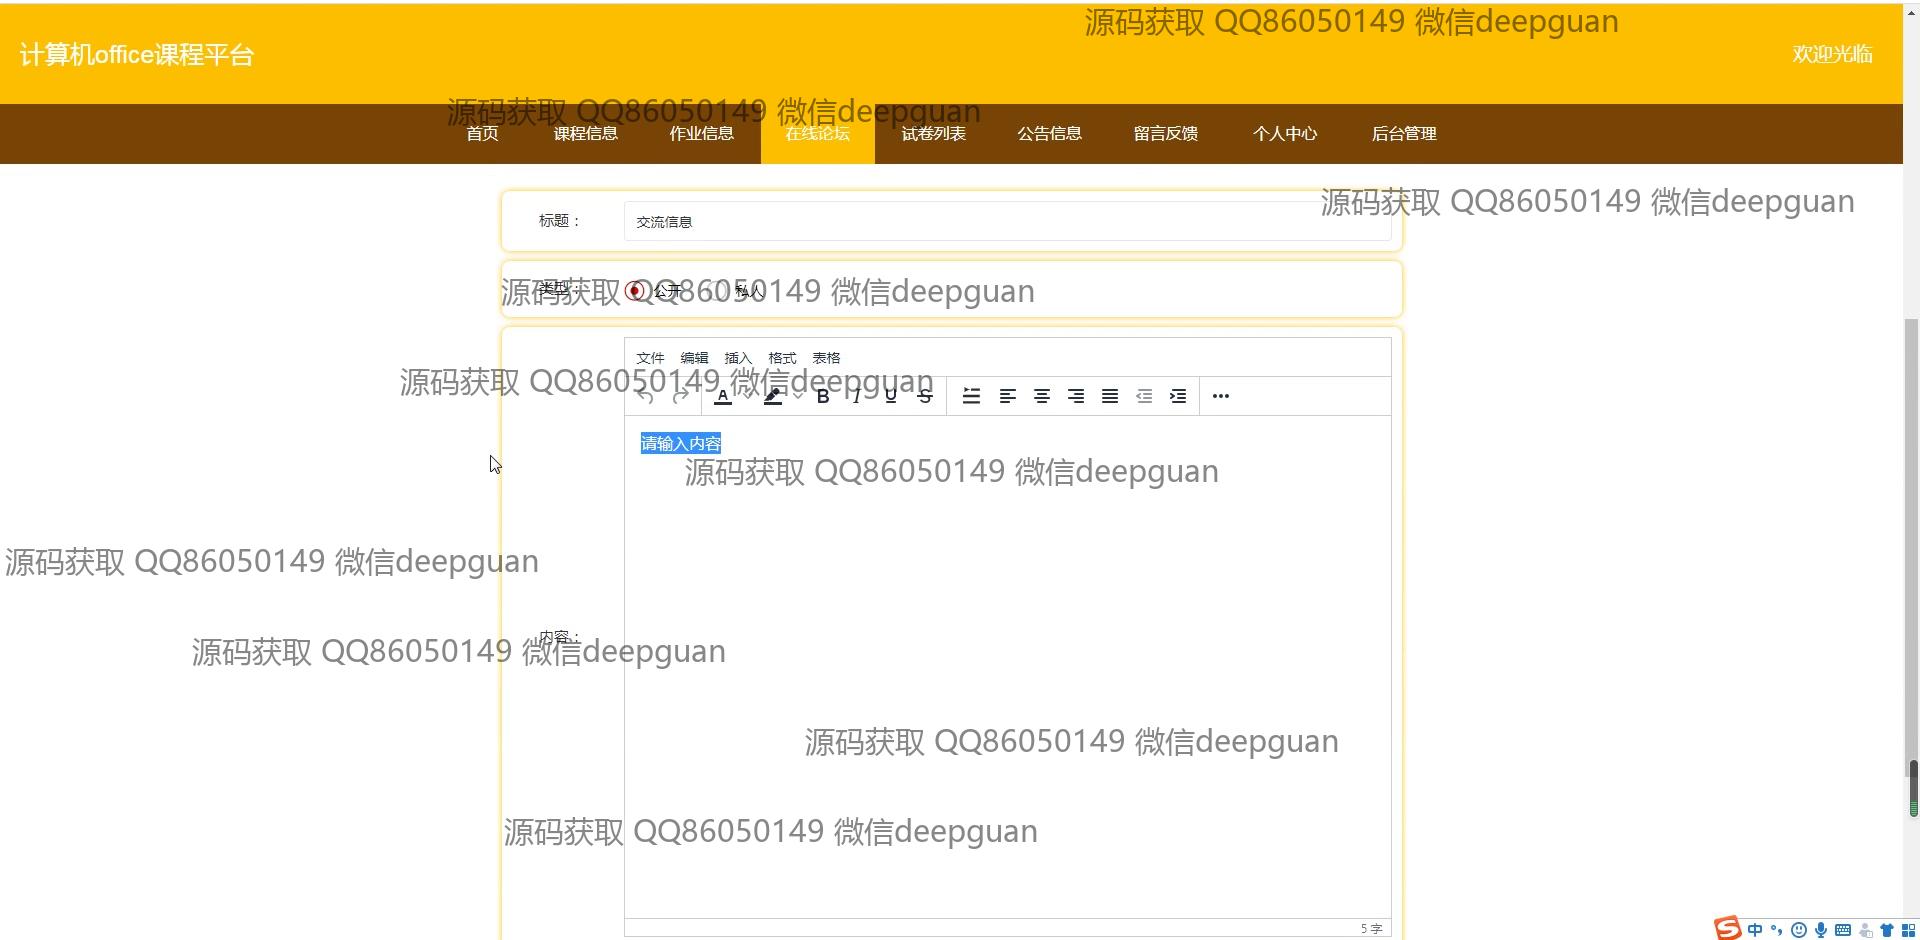 源码获取 QQ86050149 微信deepguan
计算机office课程平台
欢迎光临
源码获取 QQ86050149 微信deepguan
首页 课程信息 作业信息 在线论坛 试卷列表 公告信息 留言反馈 个人中心 后台管理
源码获取 QQ86050149 微信deepguan
标题：
交流信息
类型：
公开 私人
源码获取 QQ86050149 微信deepguan
文件 编辑 插入 格式 表格
源码获取 QQ86050149 微信deepguan
请输入内容
源码获取 QQ86050149 微信deepguan
源码获取 QQ86050149 微信deepguan
内容：
源码获取 QQ86050149 微信deepguan
源码获取 QQ86050149 微信deepguan
源码获取 QQ86050149 微信deepguan
5 字
中